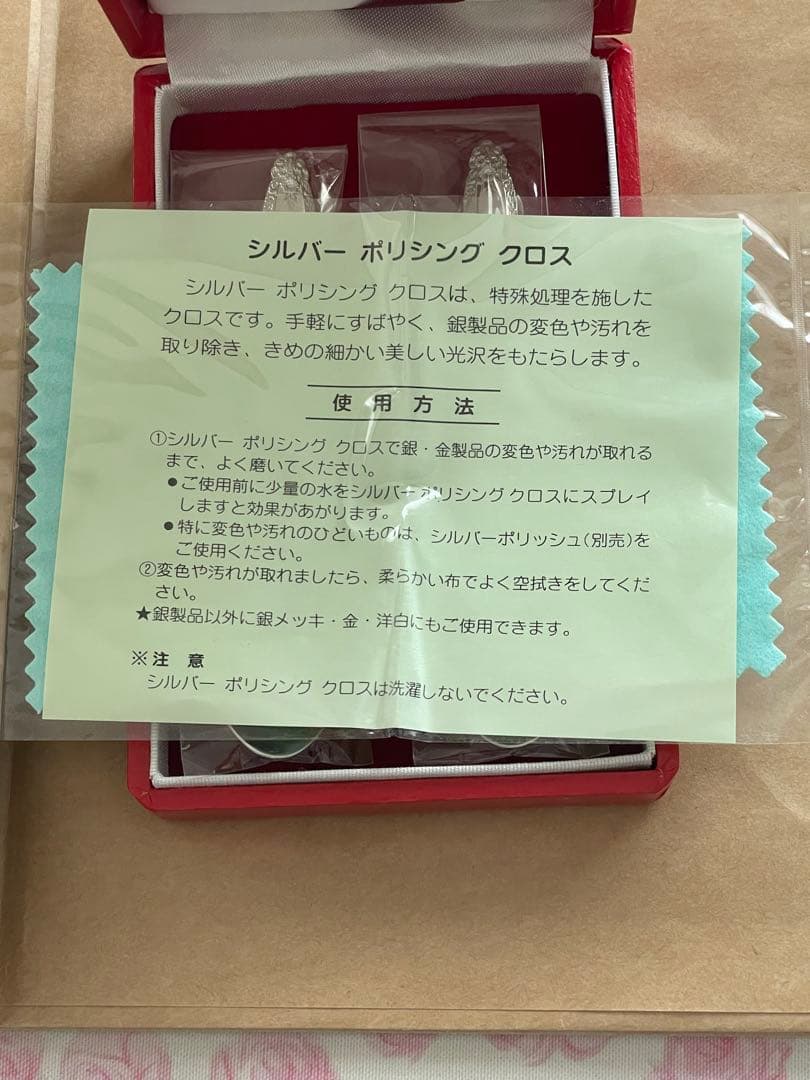 シルバー ポリシング クロス
シルバー ポリシング クロスは、特殊処理を施した
クロスです。手軽にすばやく、銀製品の変色や汚れを
取り除き、きめの細かい美しい光沢をもたらします。
使用方法
①シルバー ポリシング クロスで銀・金製品の変色や汚れが取れる
まで、よく磨いてください。
●ご使用前に少量の水をシルバー ポリシング クロスにスプレイ
しますと効果があがります。
●特に変色や汚れのひどいものは、シルバーポリッシュ(別売)を
ご使用ください。
②変色や汚れが取れましたら、柔らかい布でよく空拭きをしてくだ
さい。
★銀製品以外に銀メッキ・金・洋白にもご使用できます。
※注 意
シルバー ポリシング クロスは洗濯しないでください。